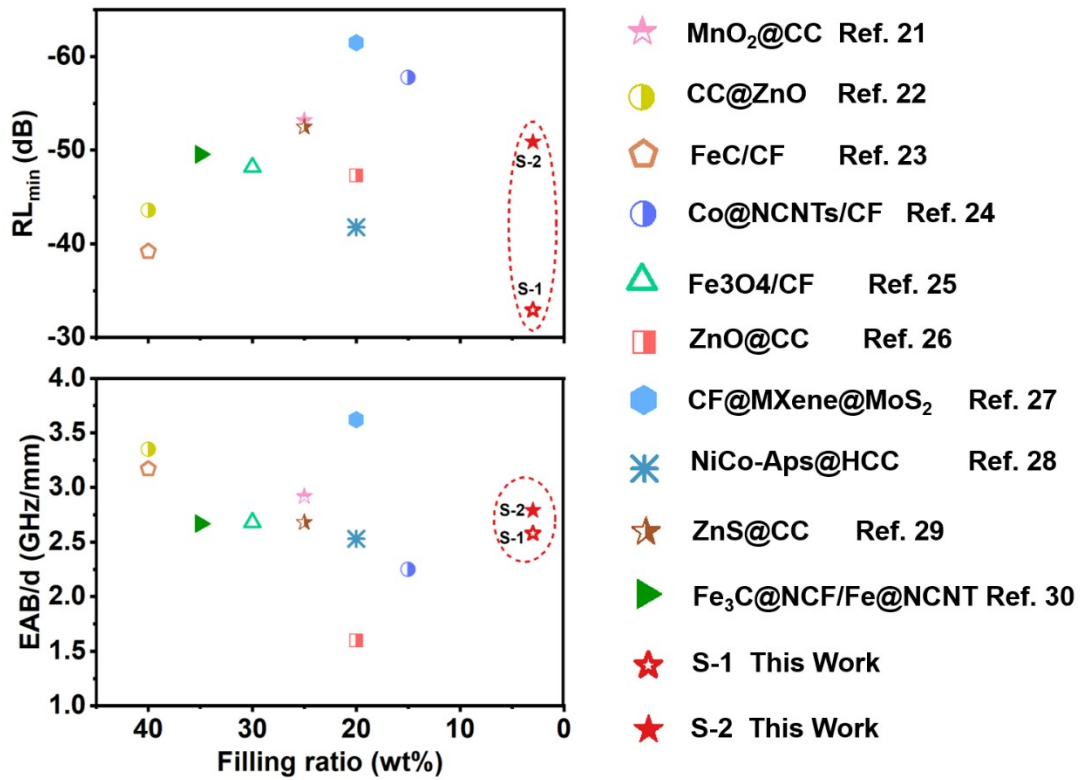 -60
-50
-40
-30
RLmin (dB)
S-2
S-1
4.0
3.5
3.0
2.5
2.0
1.5
1.0
EAB/d (GHz/mm)
S-2
S-1
40 30 20 10 0
Filling ratio (wt%)
MnO₂@CC Ref. 21
CC@ZnO Ref. 22
FeC/CF Ref. 23
Co@NCNTs/CF Ref. 24
Fe3O4/CF Ref. 25
ZnO@CC Ref. 26
CF@MXene@MoS₂ Ref. 27
NiCo-Aps@HCC Ref. 28
ZnS@CC Ref. 29
Fe₃C@NCF/Fe@NCNT Ref. 30
S-1 This Work
S-2 This Work